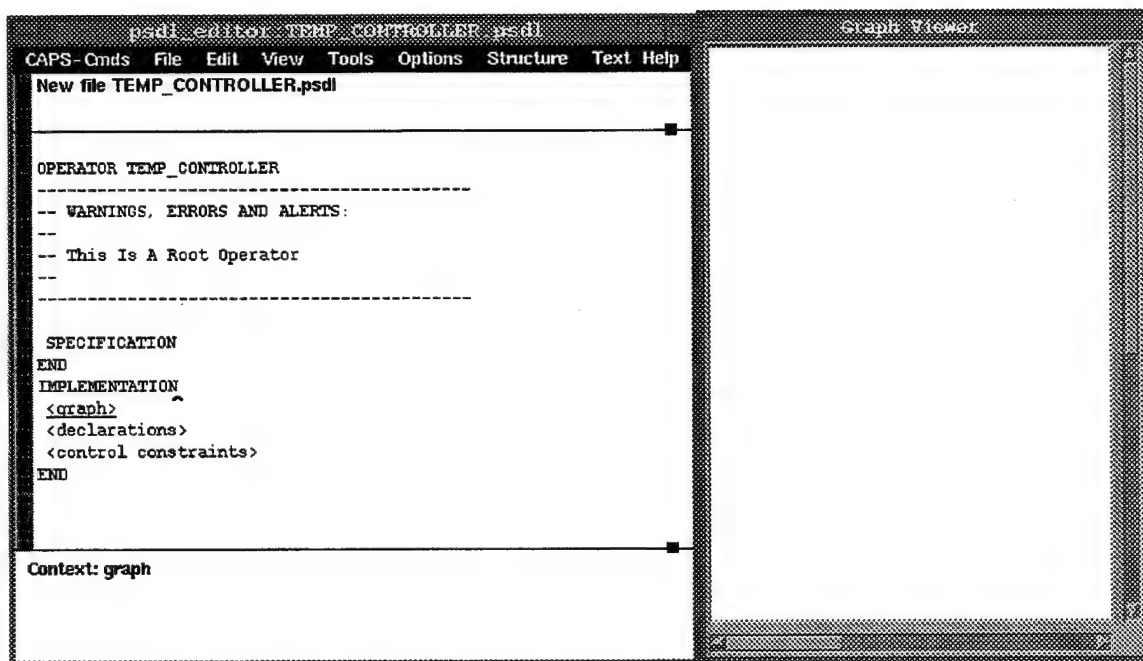 psdl_editor TEMP_CONTROLLER psdl
CAPS-Cmds File Edit View Tools Options Structure Text Help
New file TEMP_CONTROLLER.psdl
OPERATOR TEMP_CONTROLLER
--------------------------------------------------
-- WARNINGS, ERRORS AND ALERTS:
--
-- This Is A Root Operator
--
--------------------------------------------------
SPECIFICATION
END
IMPLEMENTATION
<graph>
<declarations>
<control constraints>
END
Context: graph
Graph Viewer